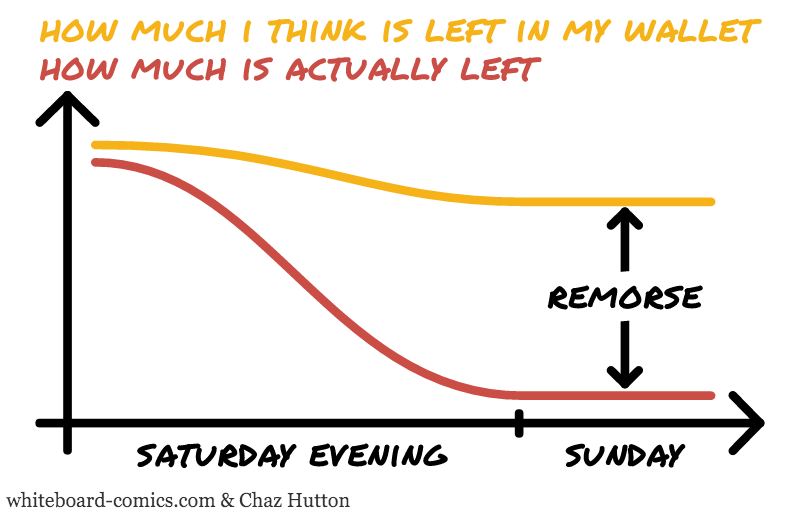 HOW MUCH I THINK IS LEFT IN MY WALLET
HOW MUCH IS ACTUALLY LEFT
REMORSE
SATURDAY EVENING
SUNDAY
whiteboard-comics.com & Chaz Hutton